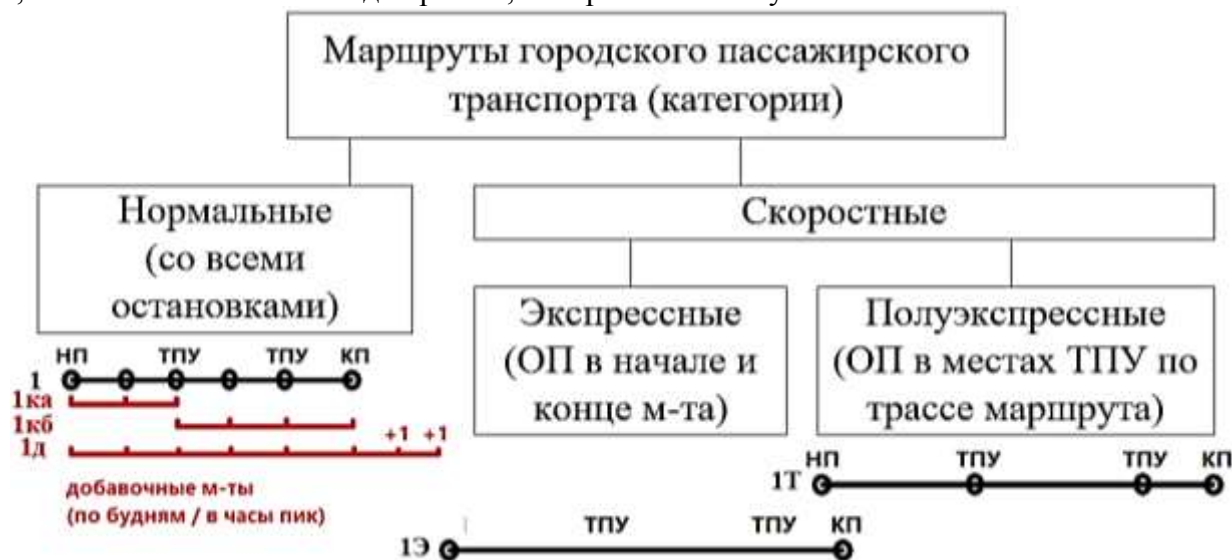 Маршруты городского пассажирского
транспорта (категории)
Нормальные
(со всеми
остановками)
Скоростные
Экспрессные
(ОП в начале и
конце м-та)
Полуэкспрессные
(ОП в местах ТПУ по
трассе маршрута)
НП ТПУ ТПУ КП
1
1ка
1кб
1д +1 +1
добавочные м-ты
(по будням / в часы пик)
НП ТПУ ТПУ КП
1Т
ТПУ ТПУ КП
1Э